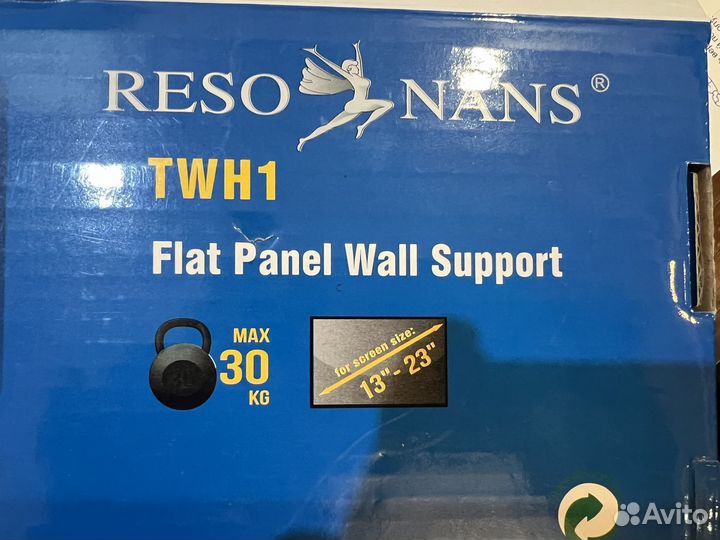 RESO NANS®
TWH1
Flat Panel Wall Support
MAX
30
KG
for screen size:
13"- 23"
Avito